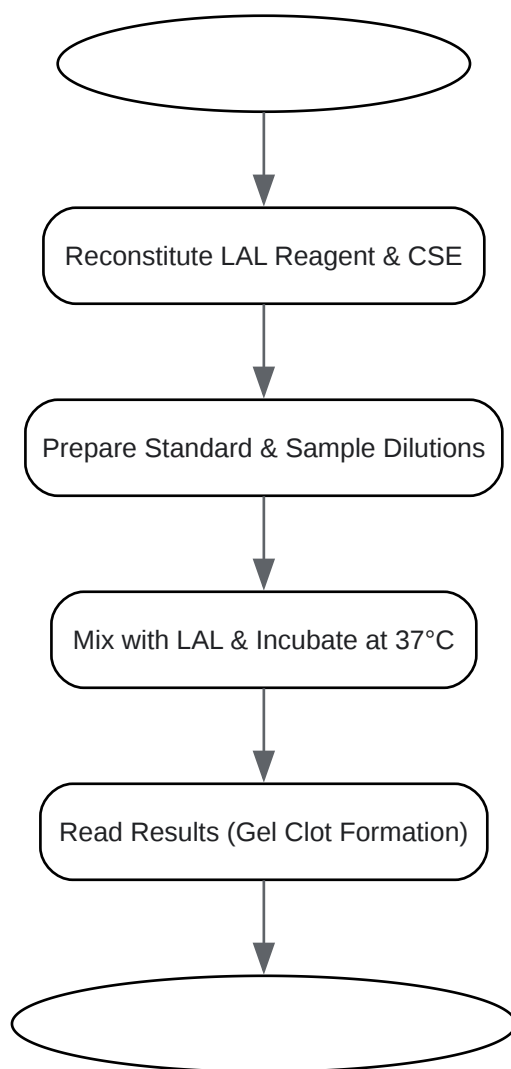 Reconstitute LAL Reagent & CSE
Prepare Standard & Sample Dilutions
Mix with LAL & Incubate at 37°C
Read Results (Gel Clot Formation)